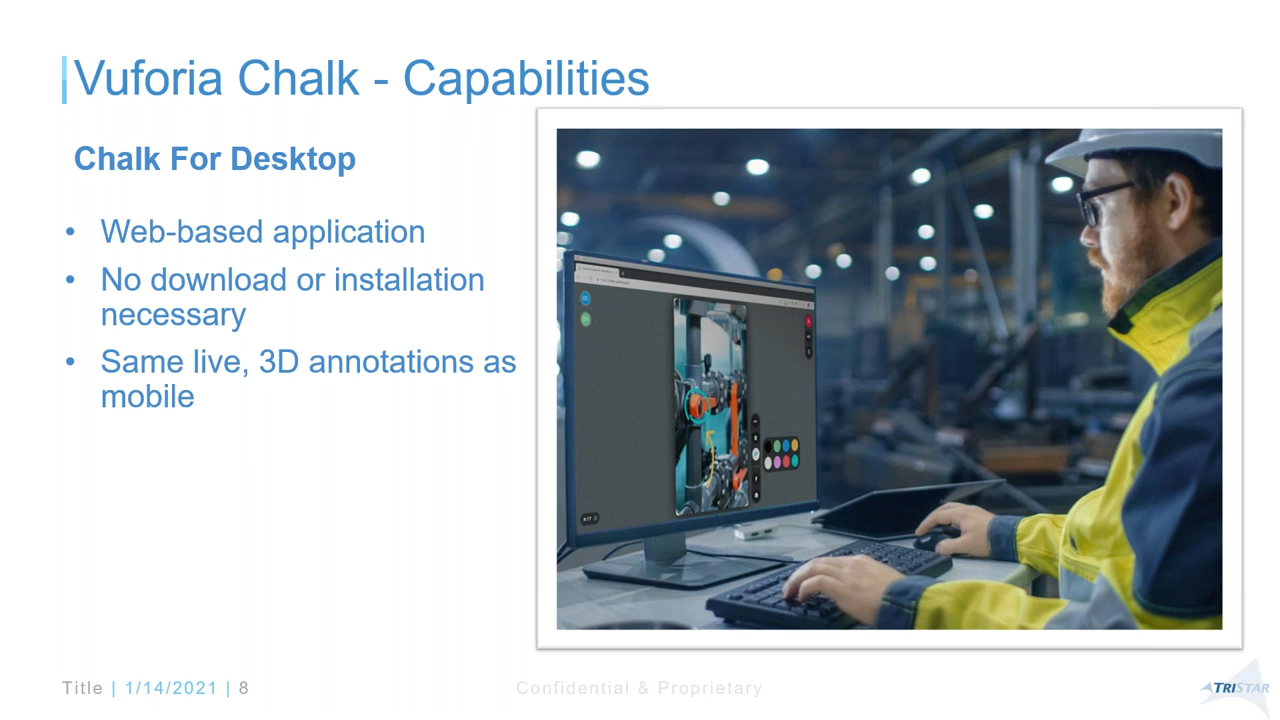 Vuforia Chalk - Capabilities
Chalk For Desktop
• Web-based application
• No download or installation
necessary
• Same live, 3D annotations as
mobile
Title | 1/14/2021 | 8
Confidential & Proprietary
TRISTAR